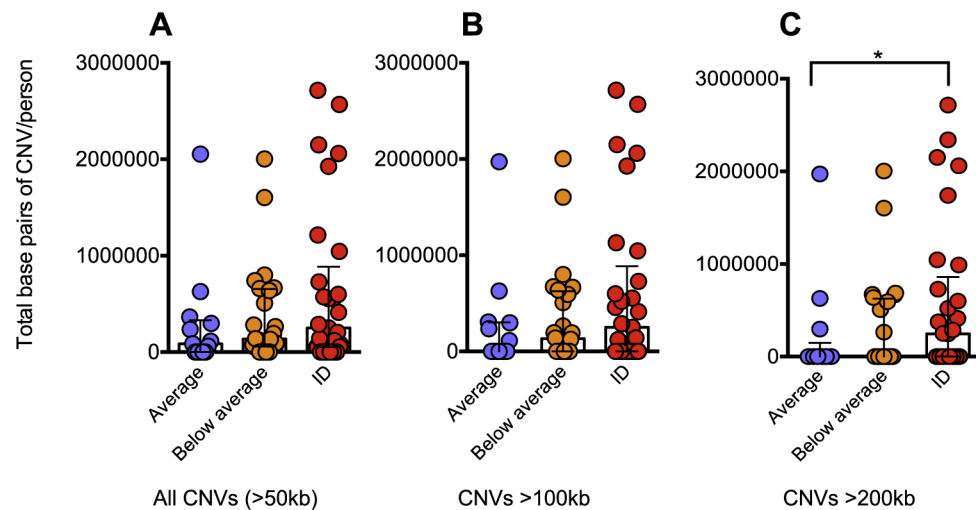 A B C
Total base pairs of CNV/person
3000000
2000000
1000000
0
Average
Below average
ID
3000000
2000000
1000000
0
Average
Below average
ID
*
3000000
2000000
1000000
0
Average
Below average
ID
All CNVs (>50kb)
CNVs >100kb
CNVs >200kb